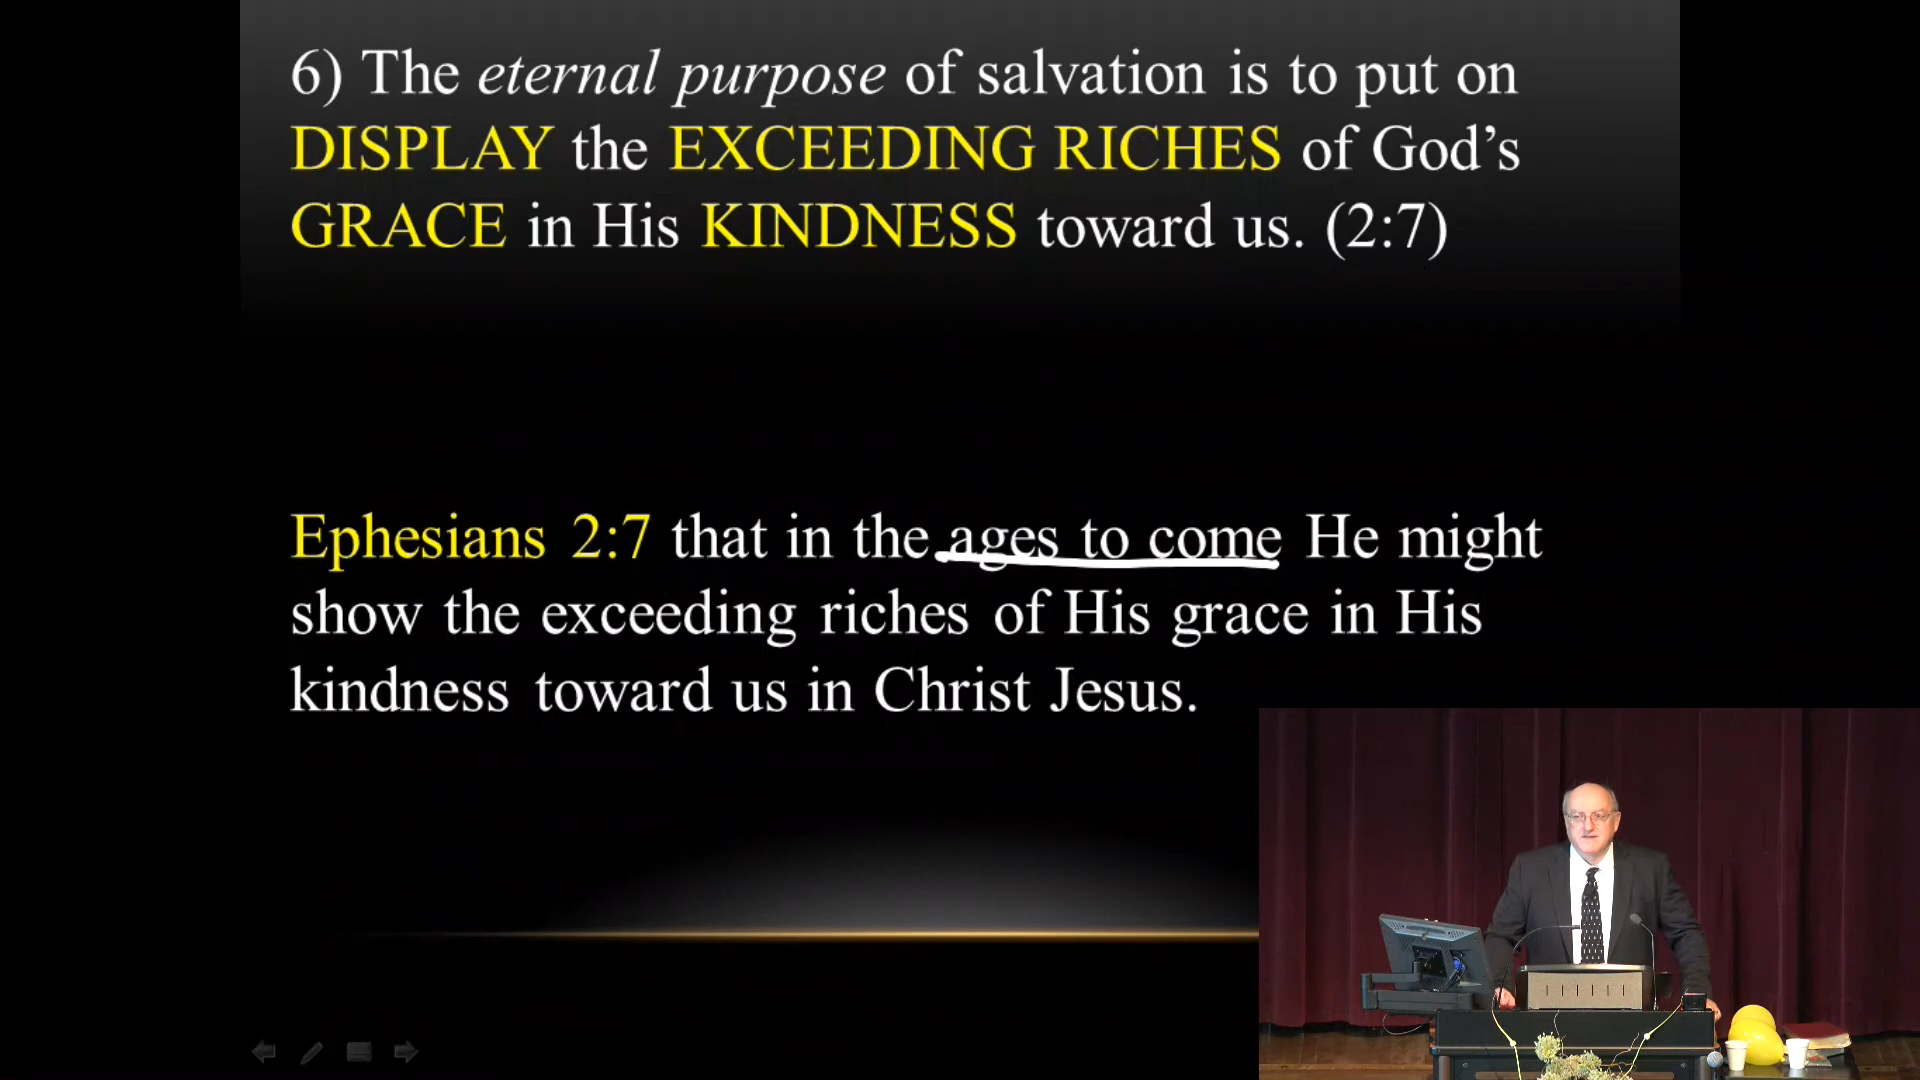 6) The eternal purpose of salvation is to put on
DISPLAY the EXCEEDING RICHES of God’s
GRACE in His KINDNESS toward us. (2:7)
Ephesians 2:7 that in the ages to come He might
show the exceeding riches of His grace in His
kindness toward us in Christ Jesus.